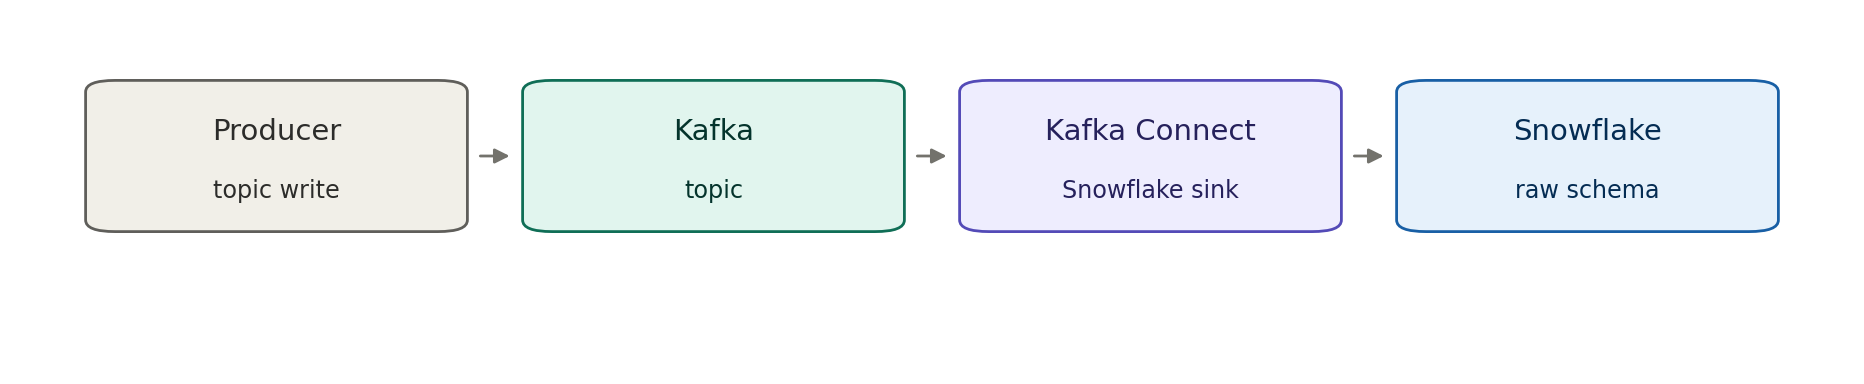 Producer
topic write
Kafka
topic
Kafka Connect
Snowflake sink
Snowflake
raw schema